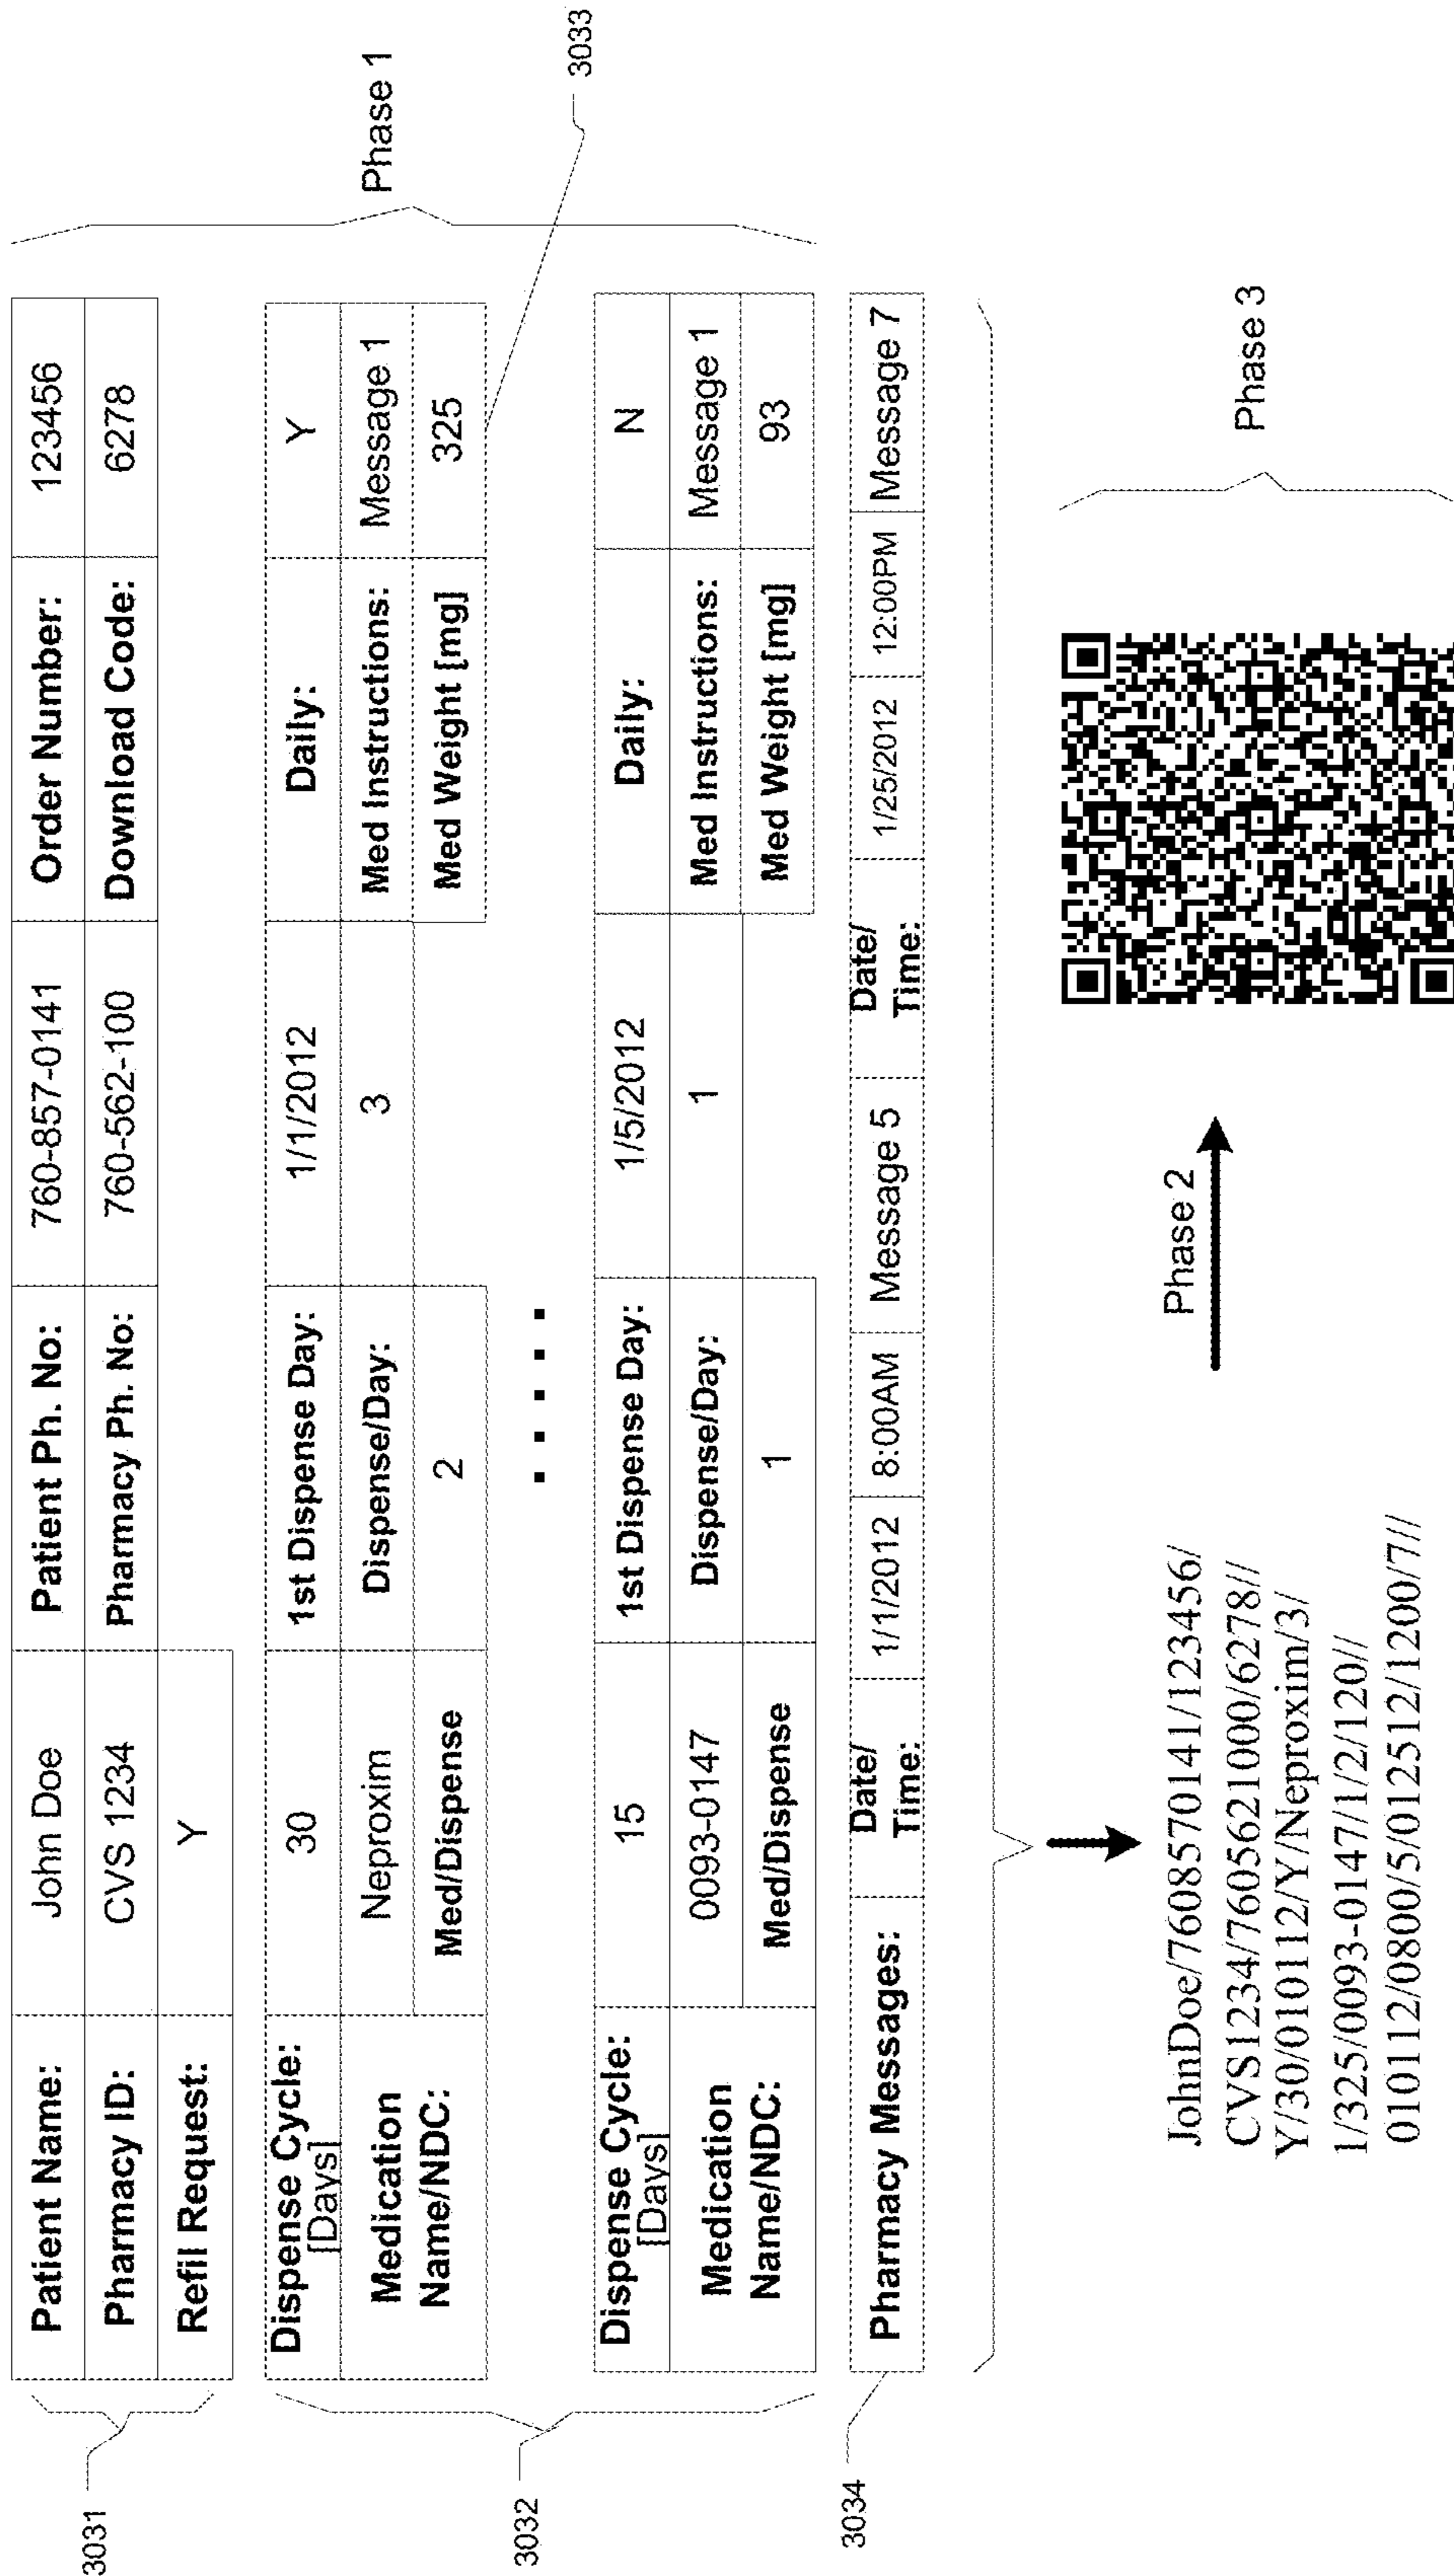 Patient Name: John Doe Patient Ph. No: 760-857-0141 Order Number: 123456
Pharmacy ID: CVS 1234 Pharmacy Ph. No: 760-562-100 Download Code: 6278
Refil Request: Y
3031
Phase 1
Dispense Cycle: 30 1st Dispense Day: 1/1/2012 Daily: Y
[Days]
Medication Neproxim Dispense/Day: 3 Med Instructions: Message 1
Name/NDC: Med/Dispense 2 Med Weight [mg] 325
3033
3032
. . . . .
Dispense Cycle: 15 1st Dispense Day: 1/5/2012 Daily: N
[Days]
Medication 0093-0147 Dispense/Day: 1 Med Instructions: Message 1
Name/NDC: Med/Dispense 1 Med Weight [mg] 93
Pharmacy Messages: Date/ 1/1/2012 8:00AM Message 5 Date/ 1/25/2012 12:00PM Message 7
Time: Time:
3034
JohnDoe/7608570141/123456/
CVS1234/7605621000/6278//
Y/30/010112/Y/Neproxim/3/
1/325/0093-0147/1/2/120//
010112/0800/5/012512/1200/7//
Phase 2
Phase 3